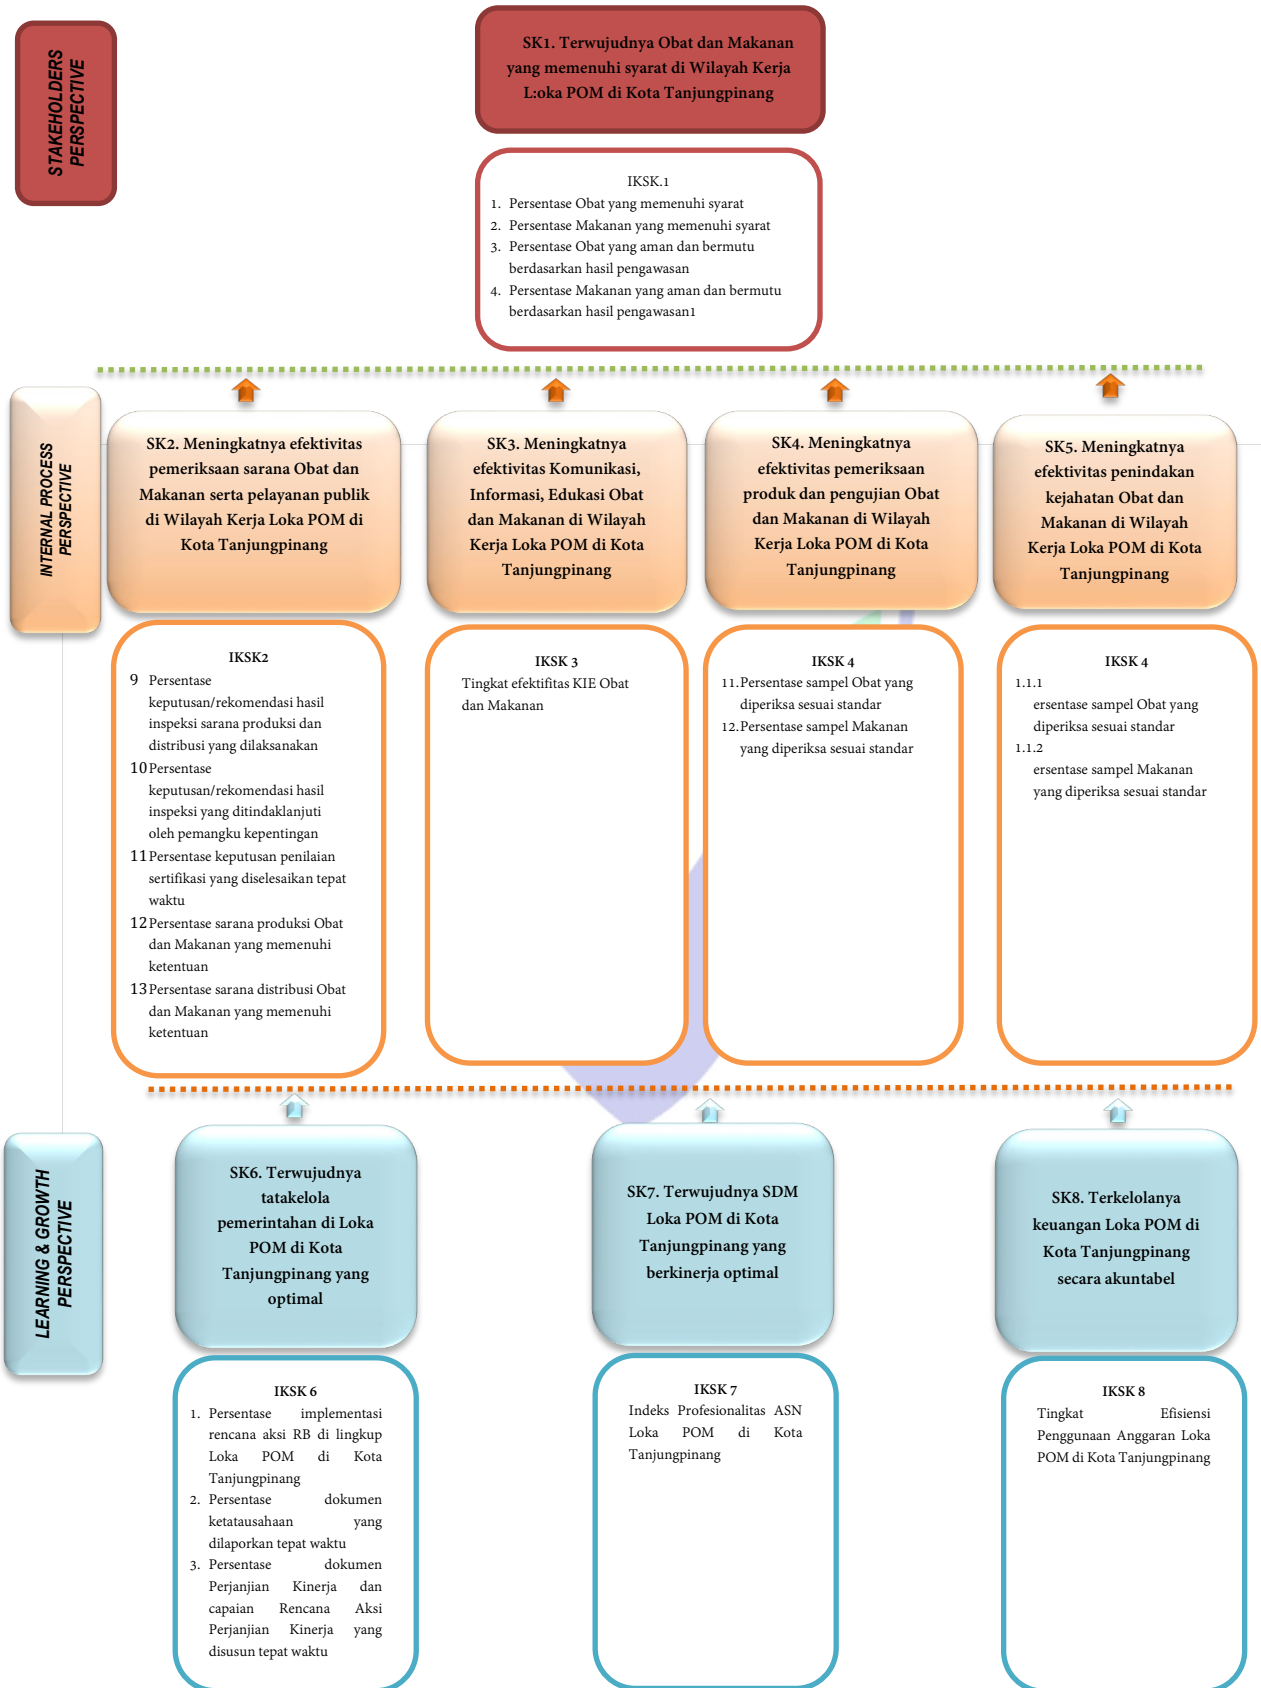 STAKEHOLDERS
PERSPECTIVE
SK1. Terwujudnya Obat dan Makanan
yang memenuhi syarat di Wilayah Kerja
L:oka POM di Kota Tanjungpinang
IKSK.1
1. Persentase Obat yang memenuhi syarat
2. Persentase Makanan yang memenuhi syarat
3. Persentase Obat yang aman dan bermutu
berdasarkan hasil pengawasan
4. Persentase Makanan yang aman dan bermutu
berdasarkan hasil pengawasan1
INTERNAL PROCESS
PERSPECTIVE
SK2. Meningkatnya efektivitas
pemeriksaan sarana Obat dan
Makanan serta pelayanan publik
di Wilayah Kerja Loka POM di
Kota Tanjungpinang
SK3. Meningkatnya
efektivitas Komunikasi,
Informasi, Edukasi Obat
dan Makanan di Wilayah
Kerja Loka POM di Kota
Tanjungpinang
SK4. Meningkatnya
efektivitas pemeriksaan
produk dan pengujian Obat
dan Makanan di Wilayah
Kerja Loka POM di Kota
Tanjungpinang
SK5. Meningkatnya
efektivitas penindakan
kejahatan Obat dan
Makanan di Wilayah
Kerja Loka POM di Kota
Tanjungpinang
IKSK2
9 Persentase
keputusan/rekomendasi hasil
inspeksi sarana produksi dan
distribusi yang dilaksanakan
10 Persentase
keputusan/rekomendasi hasil
inspeksi yang ditindaklanjuti
oleh pemangku kepentingan
11 Persentase keputusan penilaian
sertifikasi yang diselesaikan tepat
waktu
12 Persentase sarana produksi Obat
dan Makanan yang memenuhi
ketentuan
13 Persentase sarana distribusi Obat
dan Makanan yang memenuhi
ketentuan
IKSK 3
Tingkat efektifitas KIE Obat
dan Makanan
IKSK 4
11. Persentase sampel Obat yang
diperiksa sesuai standar
12. Persentase sampel Makanan
yang diperiksa sesuai standar
IKSK 4
1.1.1
ersentase sampel Obat yang
diperiksa sesuai standar
1.1.2
ersentase sampel Makanan
yang diperiksa sesuai standar
LEARNING & GROWTH
PERSPECTIVE
SK6. Terwujudnya
tatakelola
pemerintahan di Loka
POM di Kota
Tanjungpinang yang
optimal
SK7. Terwujudnya SDM
Loka POM di Kota
Tanjungpinang yang
berkinerja optimal
SK8. Terkelolanya
keuangan Loka POM di
Kota Tanjungpinang
secara akuntabel
IKSK 6
1. Persentase implementasi
rencana aksi RB di lingkup
Loka POM di Kota
Tanjungpinang
2. Persentase dokumen
ketatausahaan yang
dilaporkan tepat waktu
3. Persentase dokumen
Perjanjian Kinerja dan
capaian Rencana Aksi
Perjanjian Kinerja yang
disusun tepat waktu
IKSK 7
Indeks Profesionalitas ASN
Loka POM di Kota
Tanjungpinang
IKSK 8
Tingkat Efisiensi
Penggunaan Anggaran Loka
POM di Kota Tanjungpinang